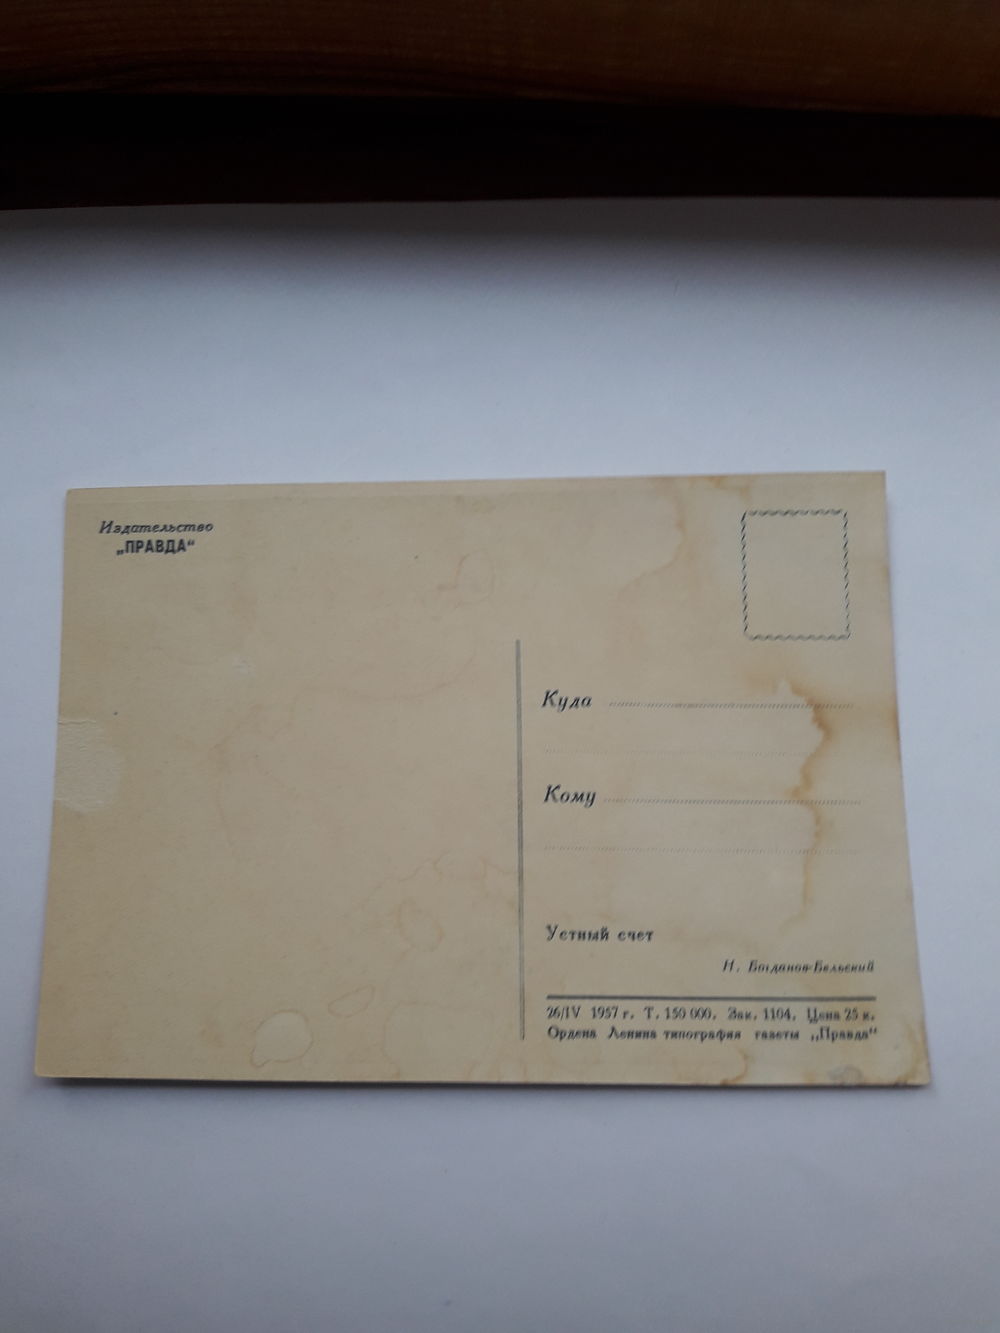 Издательство
„ПРАВДА“
Куда
Кому
Устный счет
Н. Богданов-Бельский
26/IV 1957 г. Т. 150 000. Зак. 1104. Цена 25 к.
Ордена Ленина типография газеты „Правда“